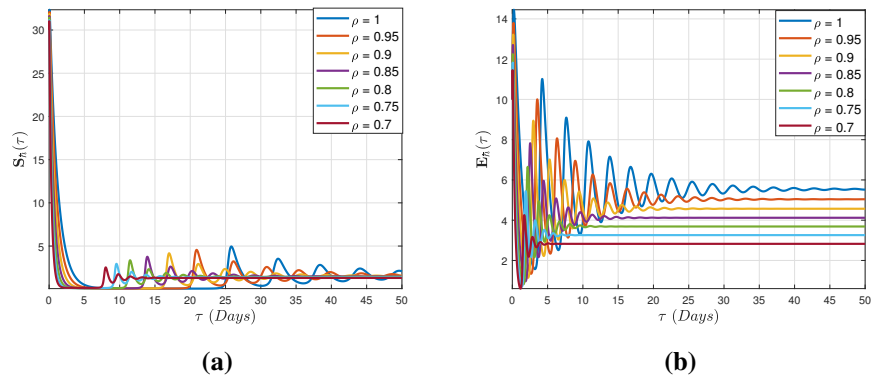 30
25
20
15
10
5
0 5 10 15 20 25 30 35 40 45 50
S_ℏ(τ)
τ (Days)
ρ = 1
ρ = 0.95
ρ = 0.9
ρ = 0.85
ρ = 0.8
ρ = 0.75
ρ = 0.7
(a)
14
12
10
8
6
4
2
0 5 10 15 20 25 30 35 40 45 50
E_ℏ(τ)
τ (Days)
ρ = 1
ρ = 0.95
ρ = 0.9
ρ = 0.85
ρ = 0.8
ρ = 0.75
ρ = 0.7
(b)